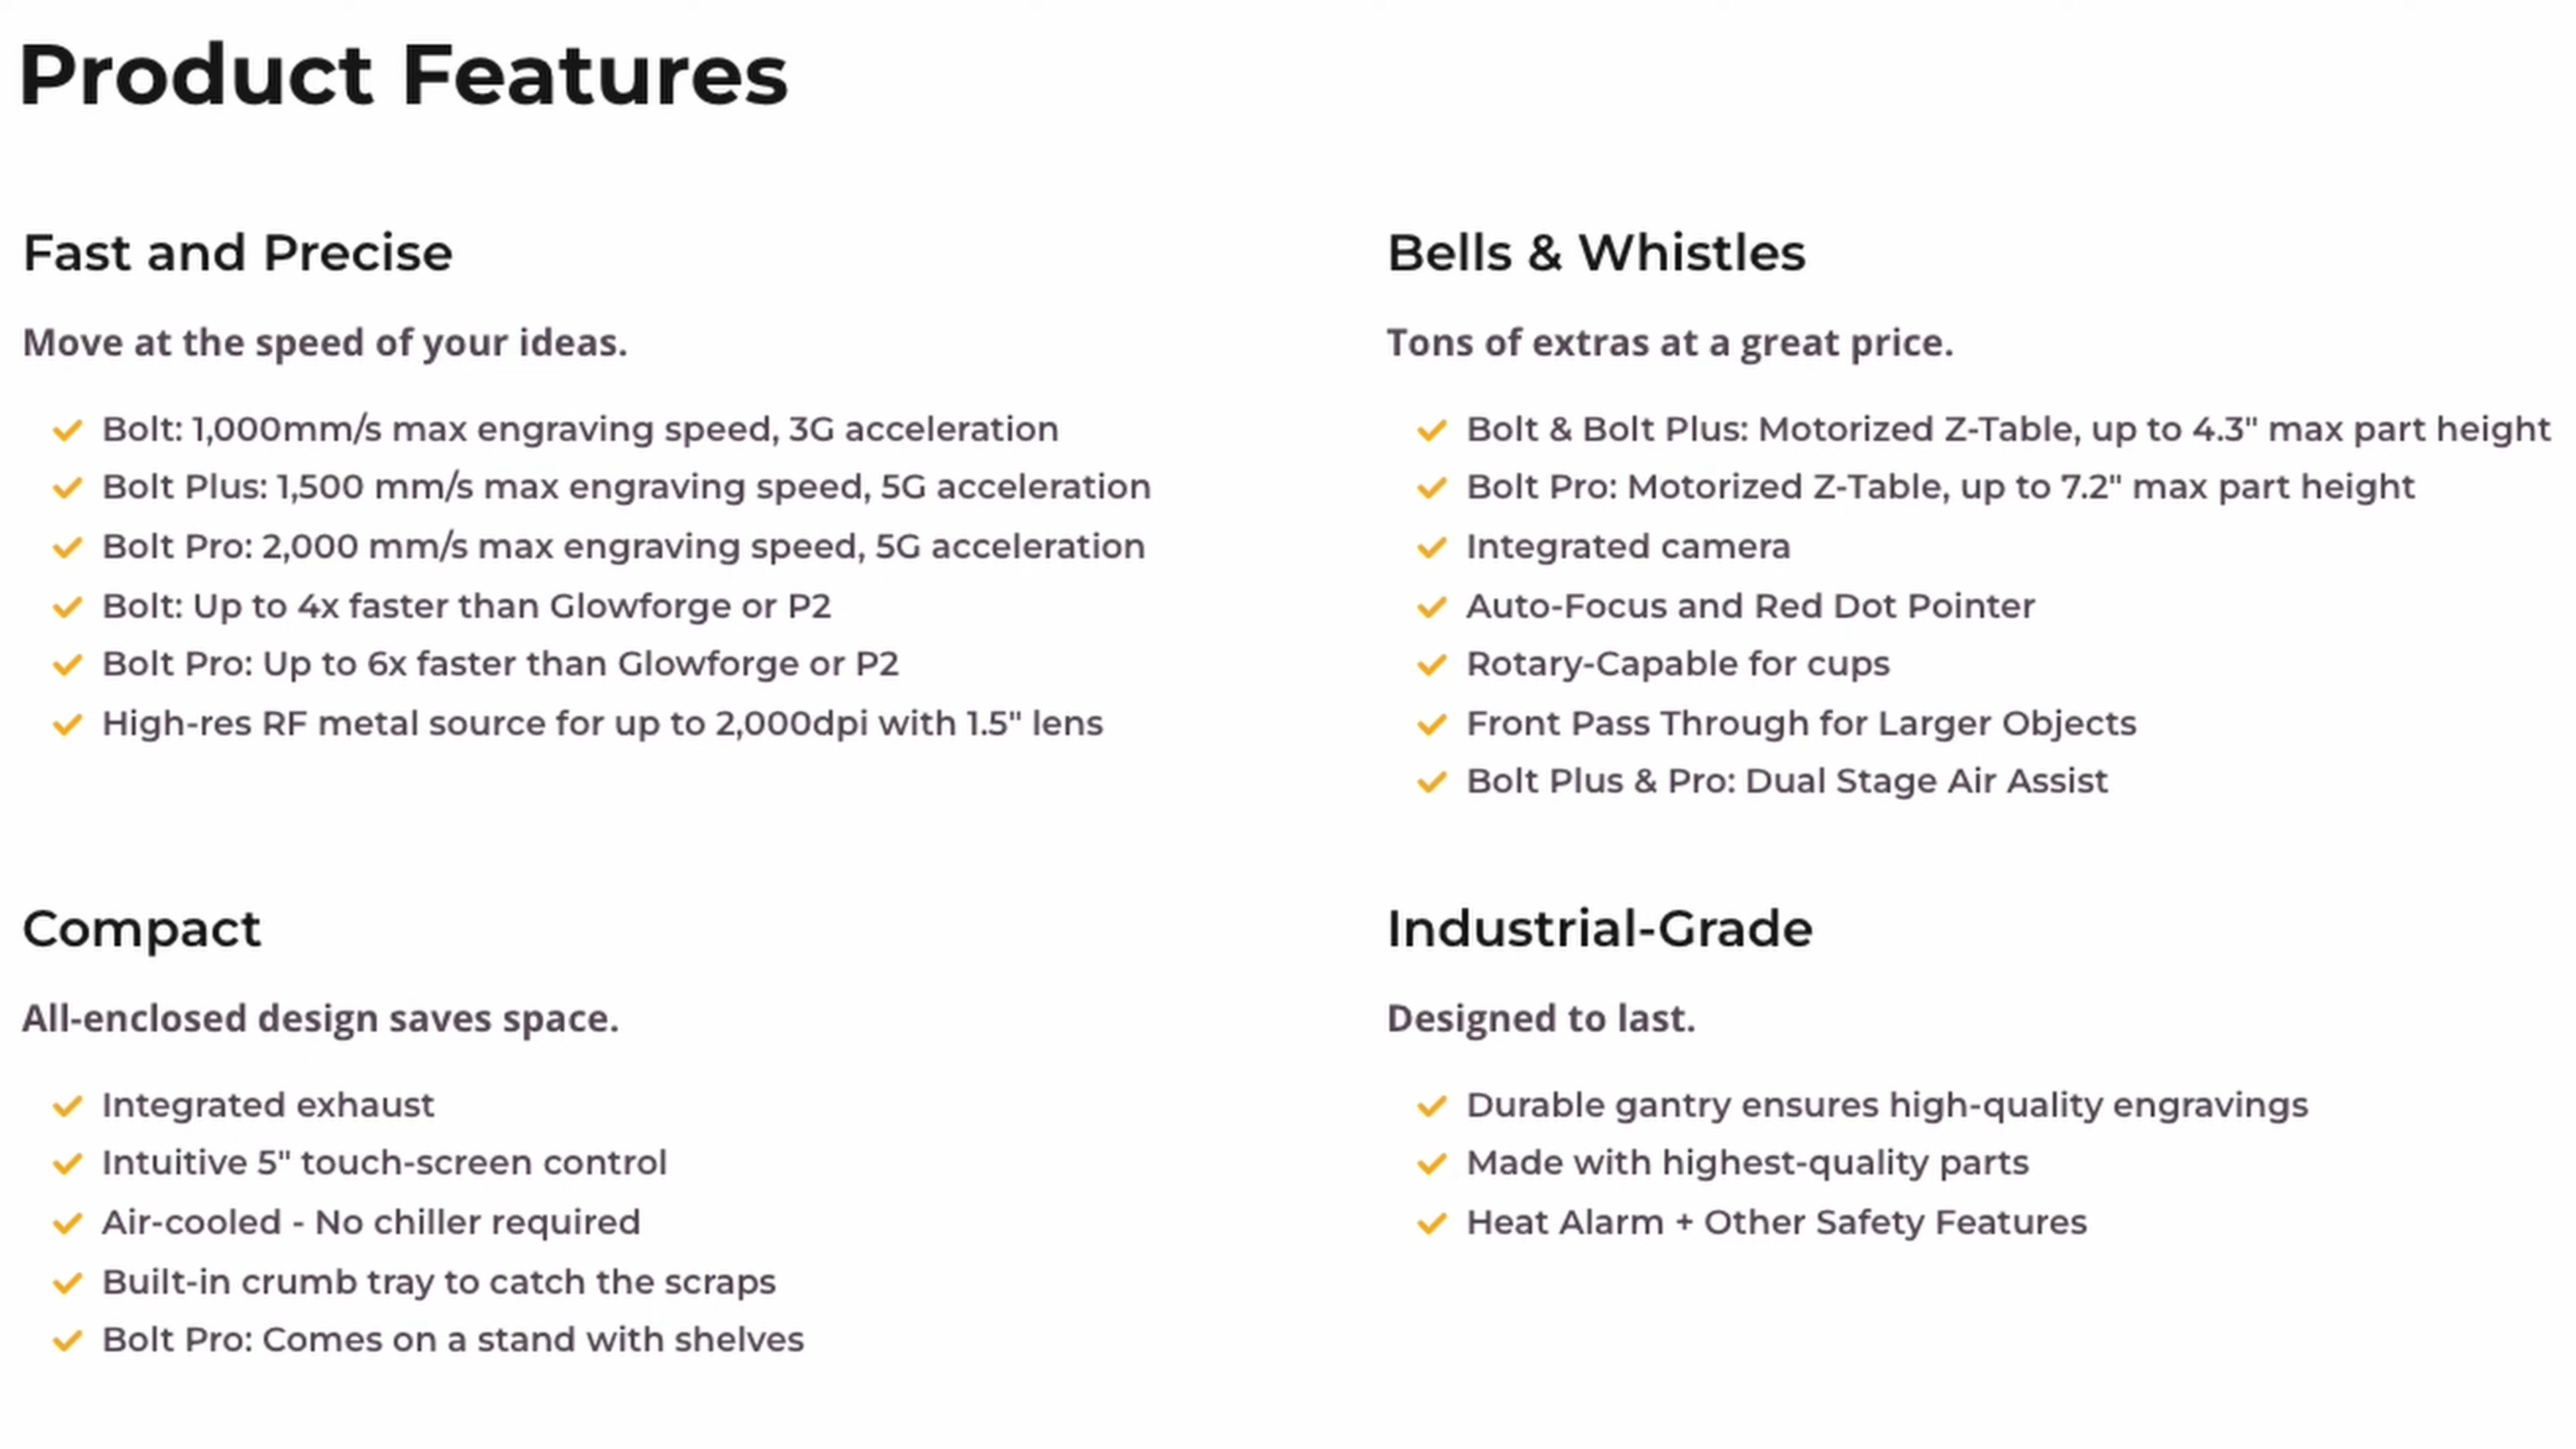 Product Features
Fast and Precise
Move at the speed of your ideas.
Bolt: 1,000mm/s max engraving speed, 3G acceleration
Bolt Plus: 1,500 mm/s max engraving speed, 5G acceleration
Bolt Pro: 2,000 mm/s max engraving speed, 5G acceleration
Bolt: Up to 4x faster than Glowforge or P2
Bolt Pro: Up to 6x faster than Glowforge or P2
High-res RF metal source for up to 2,000dpi with 1.5" lens
Bells & Whistles
Tons of extras at a great price.
Bolt & Bolt Plus: Motorized Z-Table, up to 4.3" max part height
Bolt Pro: Motorized Z-Table, up to 7.2" max part height
Integrated camera
Auto-Focus and Red Dot Pointer
Rotary-Capable for cups
Front Pass Through for Larger Objects
Bolt Plus & Pro: Dual Stage Air Assist
Compact
All-enclosed design saves space.
Integrated exhaust
Intuitive 5" touch-screen control
Air-cooled - No chiller required
Built-in crumb tray to catch the scraps
Bolt Pro: Comes on a stand with shelves
Industrial-Grade
Designed to last.
Durable gantry ensures high-quality engravings
Made with highest-quality parts
Heat Alarm + Other Safety Features